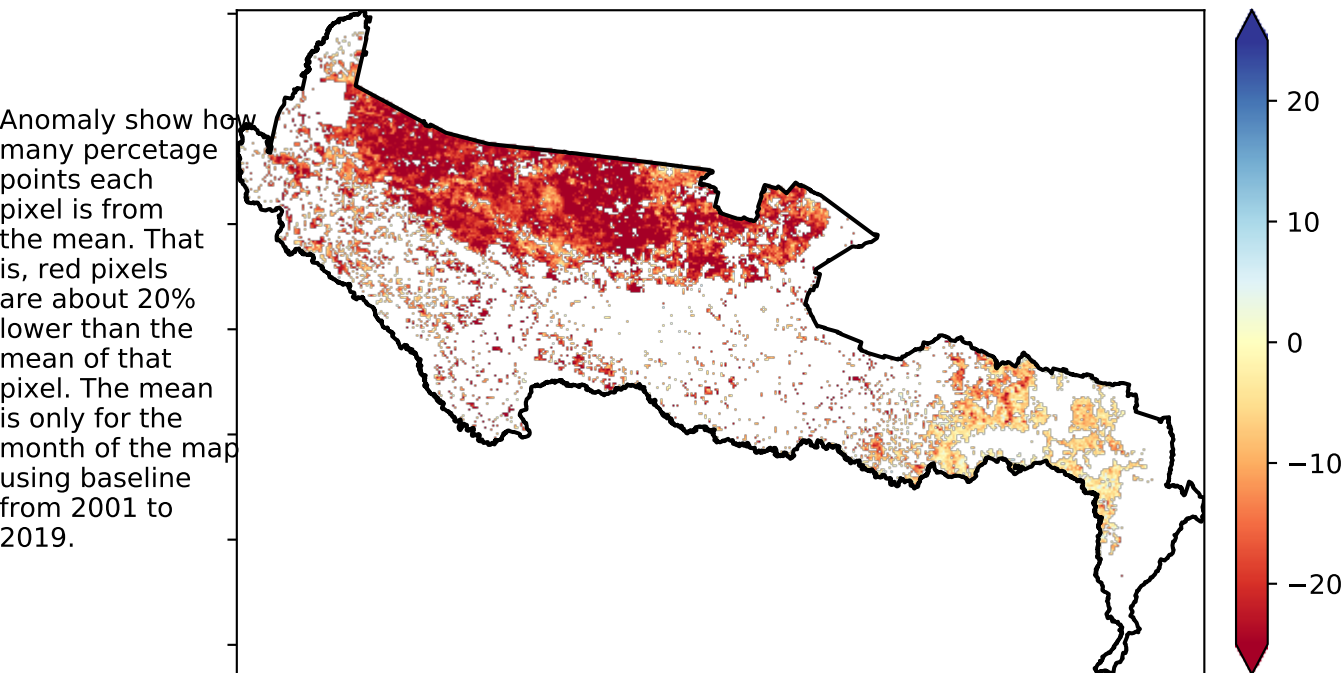 Anomaly show how
many percetage
points each
pixel is from
the mean. That
is, red pixels
are about 20%
lower than the
mean of that
pixel. The mean
is only for the
month of the map
using baseline
from 2001 to
2019.
20
10
0
−10
−20